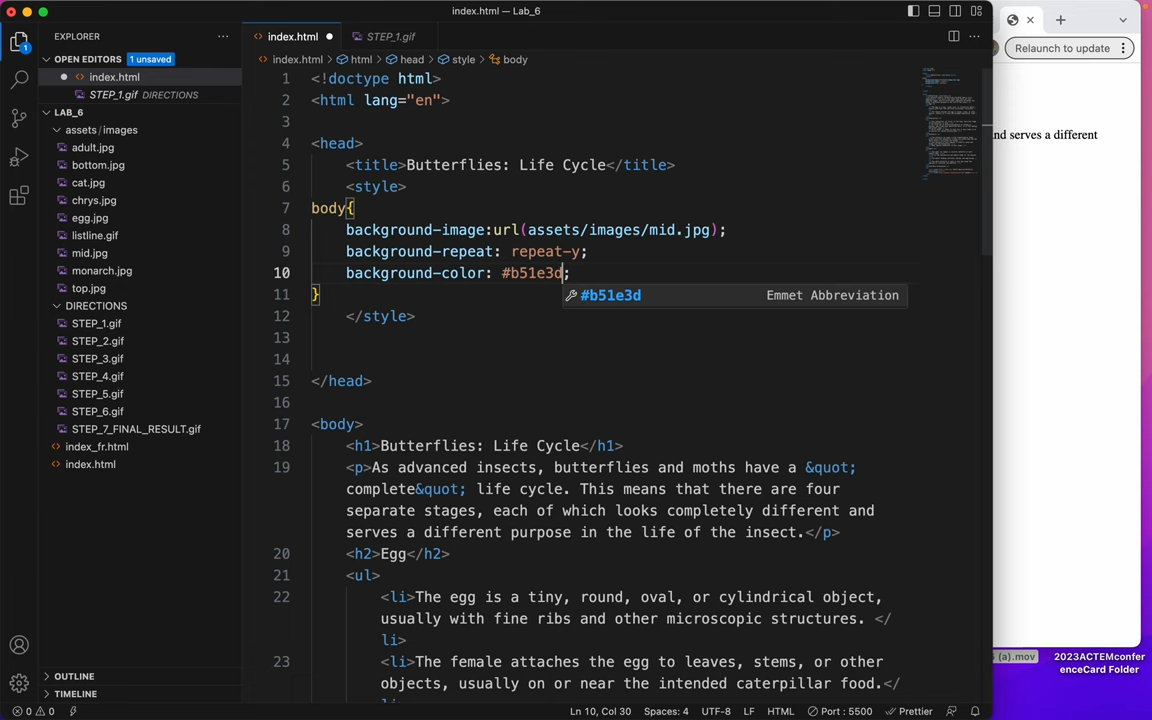 index.html — Lab_6
Relaunch to update
EXPLORER
OPEN EDITORS 1 unsaved
index.html
STEP_1.gif DIRECTIONS
LAB_6
assets/images
adult.jpg
bottom.jpg
cat.jpg
chrys.jpg
egg.jpg
listline.gif
mid.jpg
monarch.jpg
top.jpg
DIRECTIONS
STEP_1.gif
STEP_2.gif
STEP_3.gif
STEP_4.gif
STEP_5.gif
STEP_6.gif
STEP_7_FINAL_RESULT.gif
index_fr.html
index.html
OUTLINE
TIMELINE
index.html STEP_1.gif
index.html > html > head > style > body
1 <!doctype html>
2 <html lang="en">
3
4 <head>
5 <title>Butterflies: Life Cycle</title>
6 <style>
7 body{
8 background-image:url(assets/images/mid.jpg);
9 background-repeat: repeat-y;
10 background-color: #b51e3d;
#b51e3d Emmet Abbreviation
11 }
12 </style>
13
14
15 </head>
16
17 <body>
18 <h1>Butterflies: Life Cycle</h1>
19 <p>As advanced insects, butterflies and moths have a &quot;
complete&quot; life cycle. This means that there are four
separate stages, each of which looks completely different and
serves a different purpose in the life of the insect.</p>
20 <h2>Egg</h2>
21 <ul>
22 <li>The egg is a tiny, round, oval, or cylindrical object,
usually with fine ribs and other microscopic structures. </
li>
23 <li>The female attaches the egg to leaves, stems, or other
objects, usually on or near the intended caterpillar food.</
and serves a different
(a).mov
2023ACTEMconfer
enceCard Folder
1
0 0 Ln 10, Col 30 Spaces: 4 UTF-8 LF HTML Port : 5500 Prettier